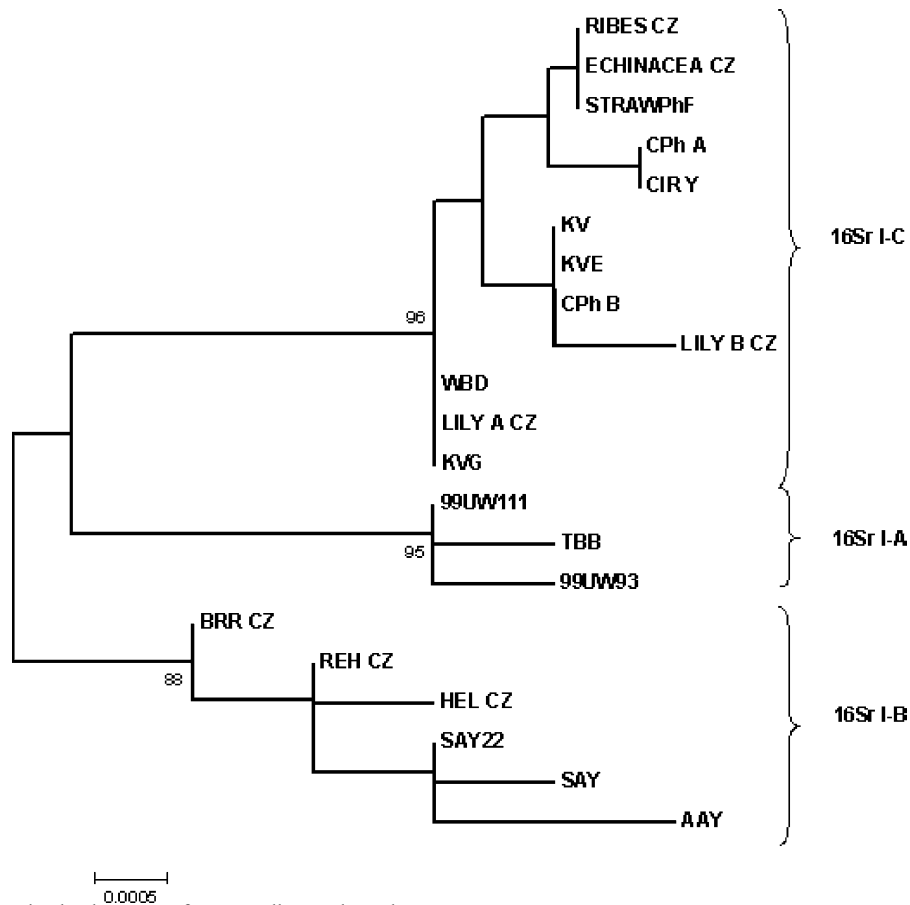 RIBES CZ
ECHINACEA CZ
STRAWPhF
CPh A
CIRY
16Sr I-C
KV
KVE
CPh B
96
LILY B CZ
WBD
LILY A CZ
KVG
99UW111
TBB
16Sr I-A
95
99UW93
BRR CZ
REH CZ
88
HEL CZ
16Sr I-B
SAY22
SAY
AAY
0.0005